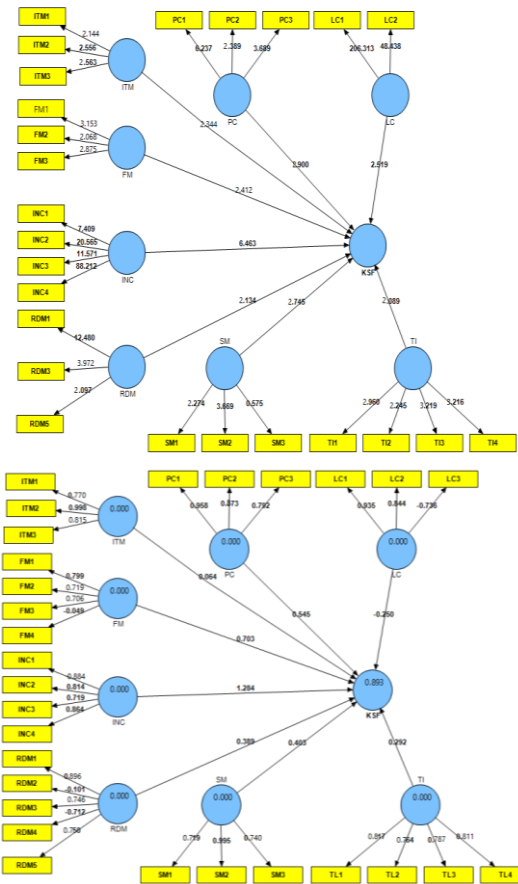 ITM1
ITM2
ITM3
2.144
2.556
2.563
ITM
PC1
PC2
PC3
6.237
2.389
3.689
PC
LC1
LC2
206.313
48.438
LC
FM1
FM2
FM3
3.153
2.068
2.875
FM
2.344
2.900
2.519
2.412
INC1
INC2
INC3
INC4
7.409
20.565
11.571
88.212
INC
6.463
KSF
RDM1
RDM3
RDM5
12.480
3.972
2.097
RDM
2.134
2.745
2.089
SM
2.274
3.669
0.575
SM1
SM2
SM3
TI
2.960
2.245
3.219
3.216
TI1
TI2
TI3
TI4
ITM1
ITM2
ITM3
0.770
0.998
0.815
0.000
ITM
PC1
PC2
PC3
0.958
0.873
0.792
0.000
PC
LC1
LC2
LC3
0.935
0.844
-0.736
0.000
LC
FM1
FM2
FM3
FM4
0.799
0.719
0.706
-0.049
0.000
FM
0.064
0.545
-0.250
0.703
INC1
INC2
INC3
INC4
0.884
0.814
0.719
0.864
0.000
INC
1.204
0.893
KSF
RDM1
RDM2
RDM3
RDM4
RDM5
0.896
-0.101
0.746
-0.712
0.758
0.000
RDM
0.389
0.403
0.292
SM
0.000
0.719
0.995
0.740
SM1
SM2
SM3
TI
0.000
0.817
0.764
0.787
0.811
TL1
TL2
TL3
TL4